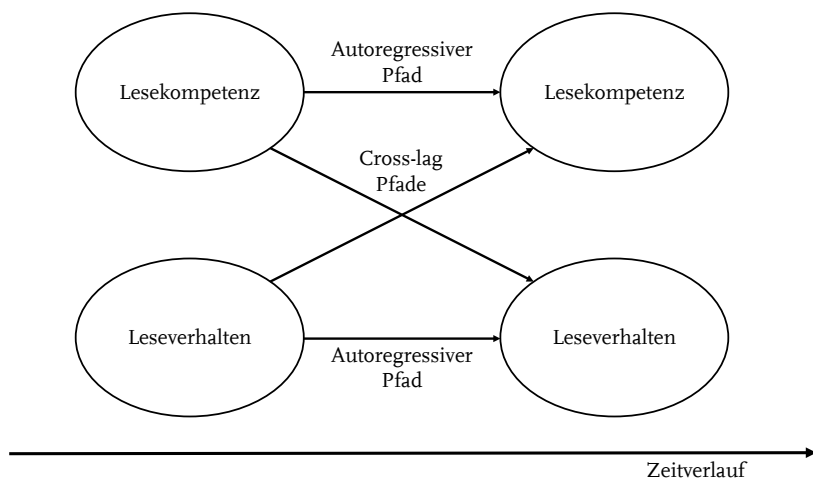 Autoregressiver
Pfad
Lesekompetenz
Lesekompetenz
Cross-lag
Pfade
Leseverhalten
Leseverhalten
Autoregressiver
Pfad
Zeitverlauf